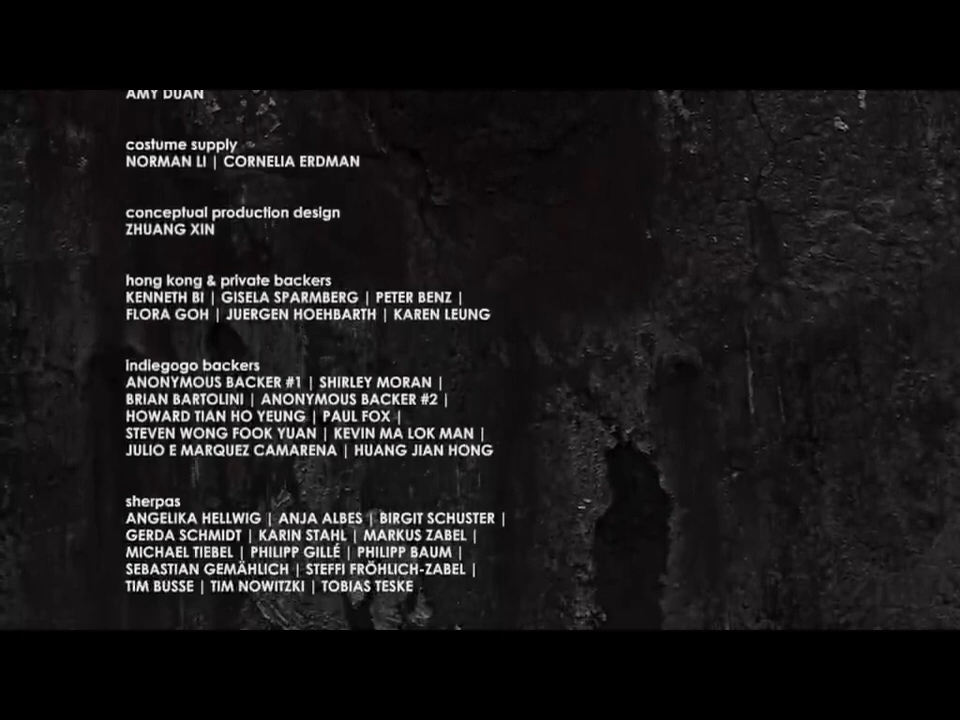 AMY DUAN
costume supply
NORMAN LI | CORNELIA ERDMAN
conceptual production design
ZHUANG XIN
hong kong & private backers
KENNETH BI | GISELA SPARMBERG | PETER BENZ |
FLORA GOH | JUERGEN HOEHBARTH | KAREN LEUNG
indiegogo backers
ANONYMOUS BACKER #1 | SHIRLEY MORAN |
BRIAN BARTOLINI | ANONYMOUS BACKER #2 |
HOWARD TIAN HO YEUNG | PAUL FOX |
STEVEN WONG FOOK YUAN | KEVIN MA LOK MAN |
JULIO E MARQUEZ CAMARENA | HUANG JIAN HONG
sherpas
ANGELIKA HELLWIG | ANJA ALBES | BIRGIT SCHUSTER |
GERDA SCHMIDT | KARIN STAHL | MARKUS ZABEL |
MICHAEL TIEBEL | PHILIPP GILLÉ | PHILIPP BAUM |
SEBASTIAN GEMÄHLICH | STEFFI FRÖHLICH-ZABEL |
TIM BUSSE | TIM NOWITZKI | TOBIAS TESKE